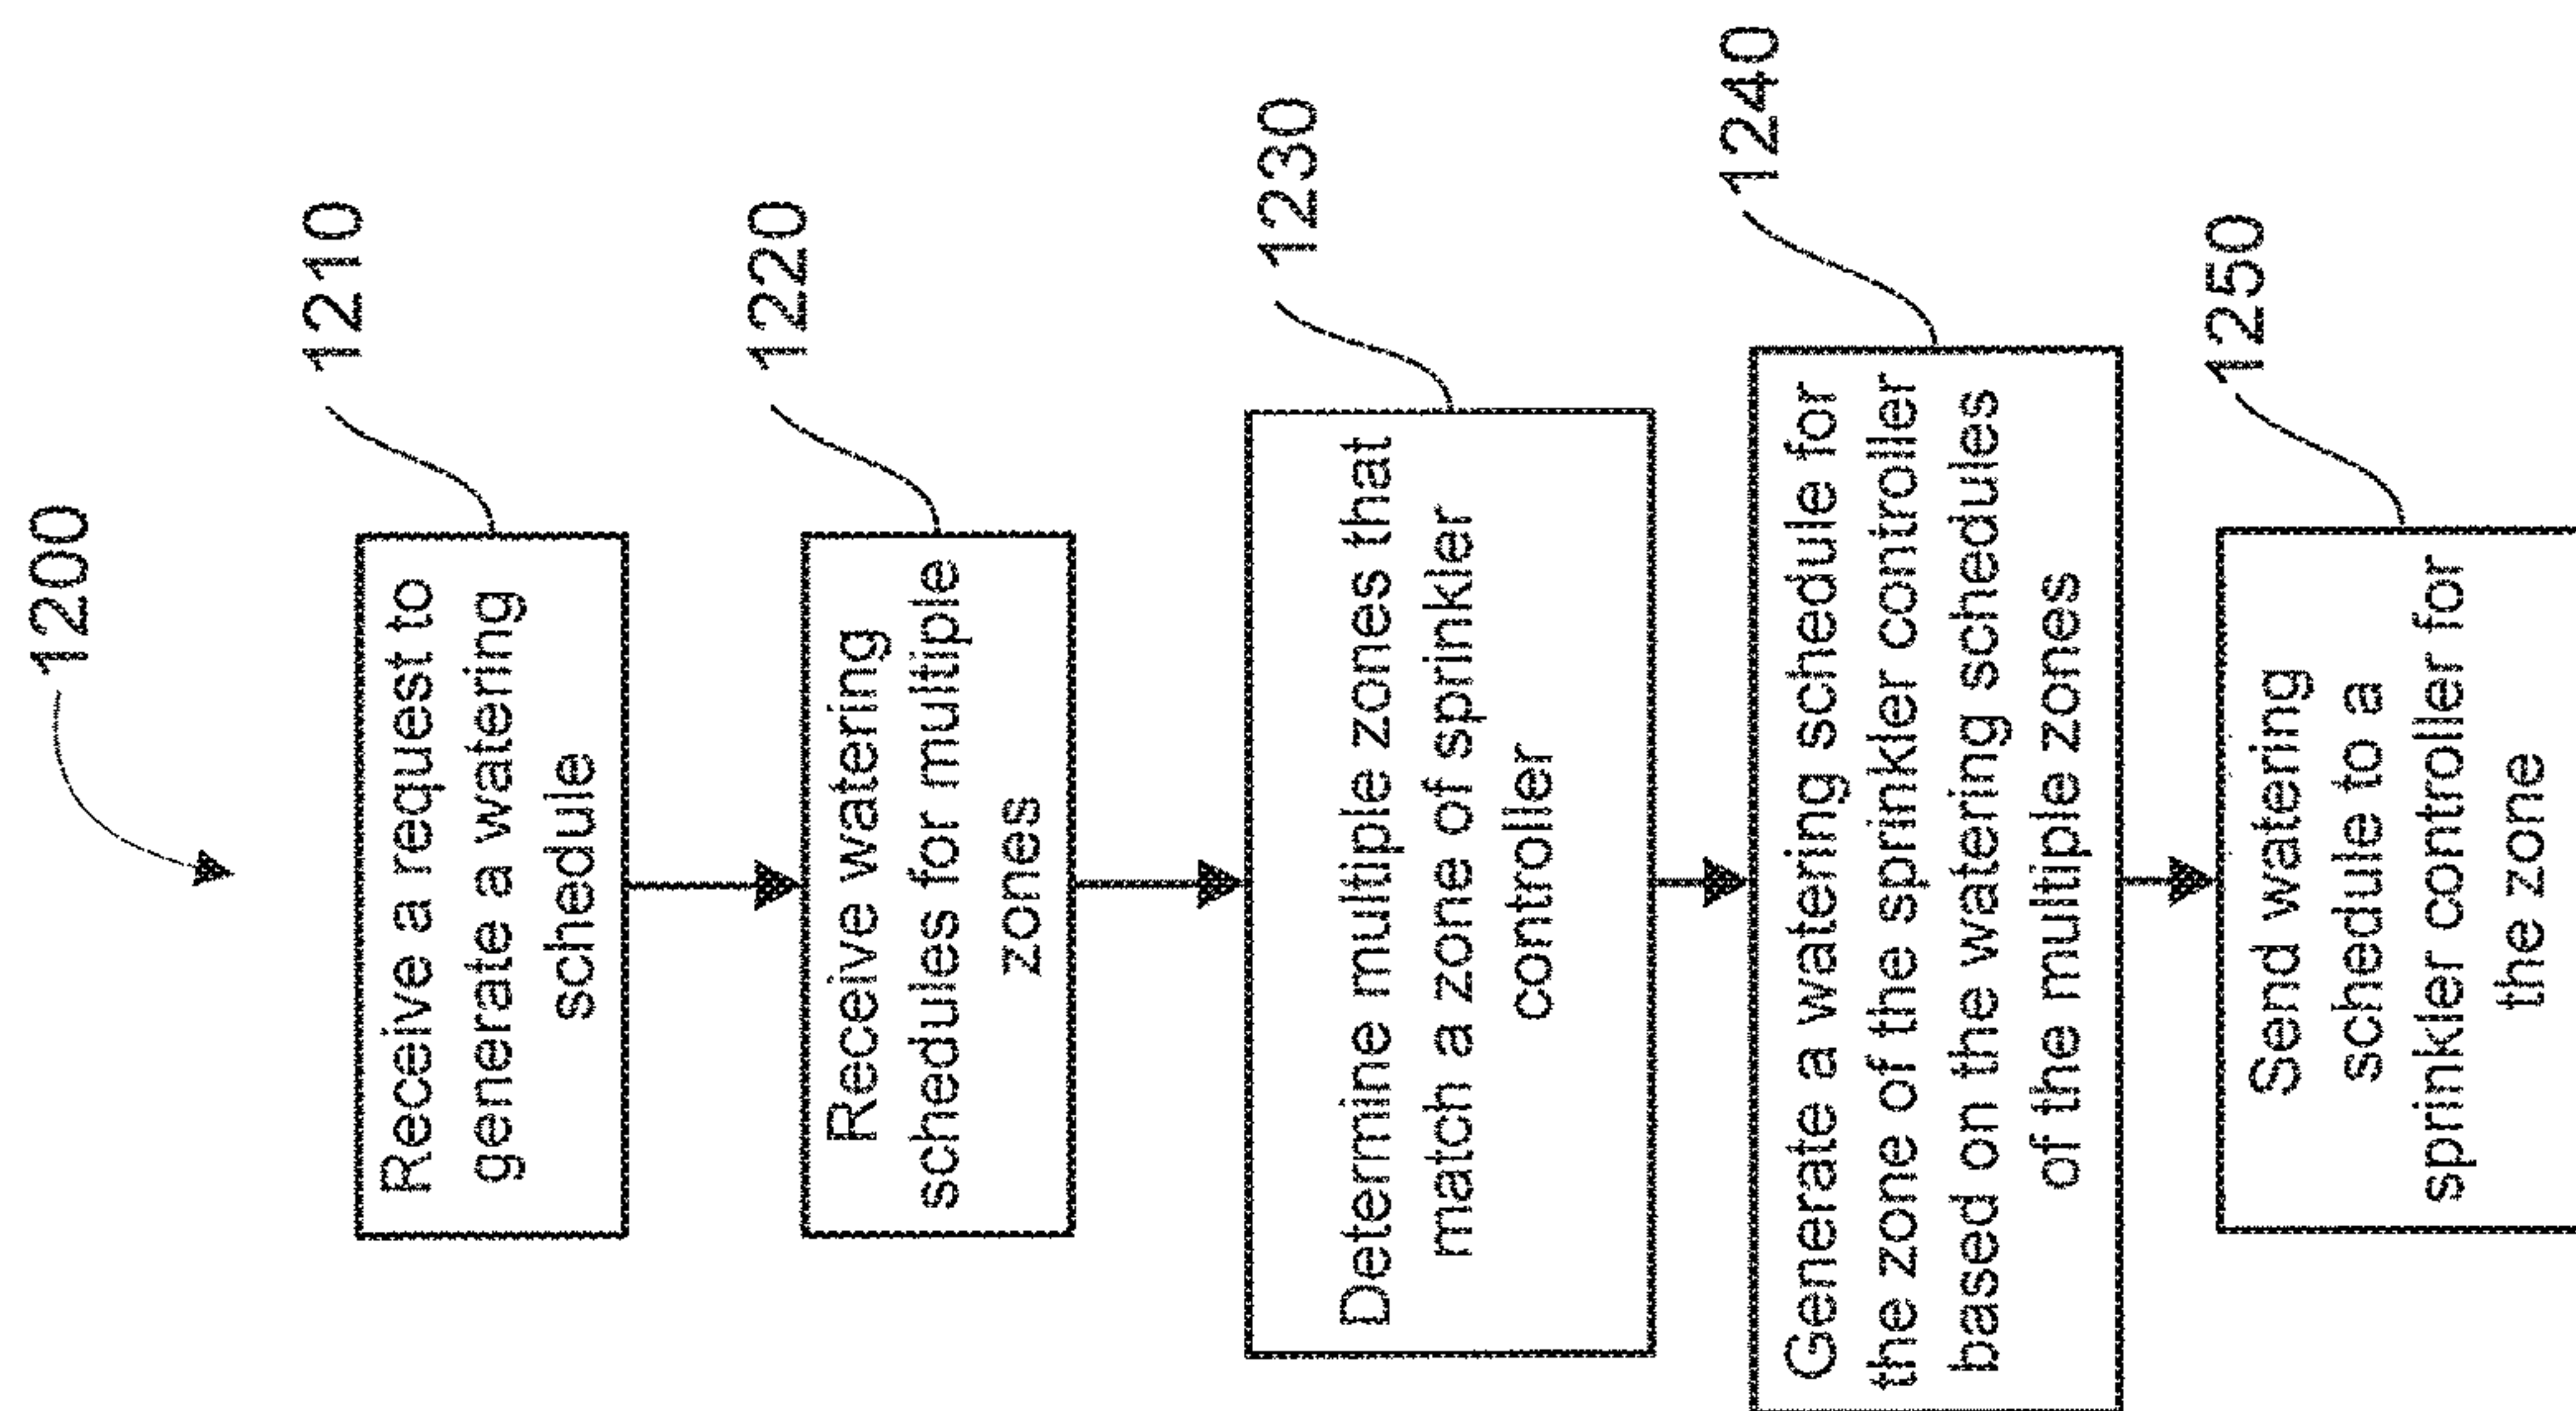 1200
Receive a request to
generate a watering
schedule
1210
Receive watering
schedules for multiple
zones
1220
Determine multiple zones that
match a zone of sprinkler
controller
1230
Generate a watering schedule for
the zone of the sprinkler controller
based on the watering schedules
of the multiple zones
1240
Send watering
schedule to a
sprinkler controller for
the zone
1250